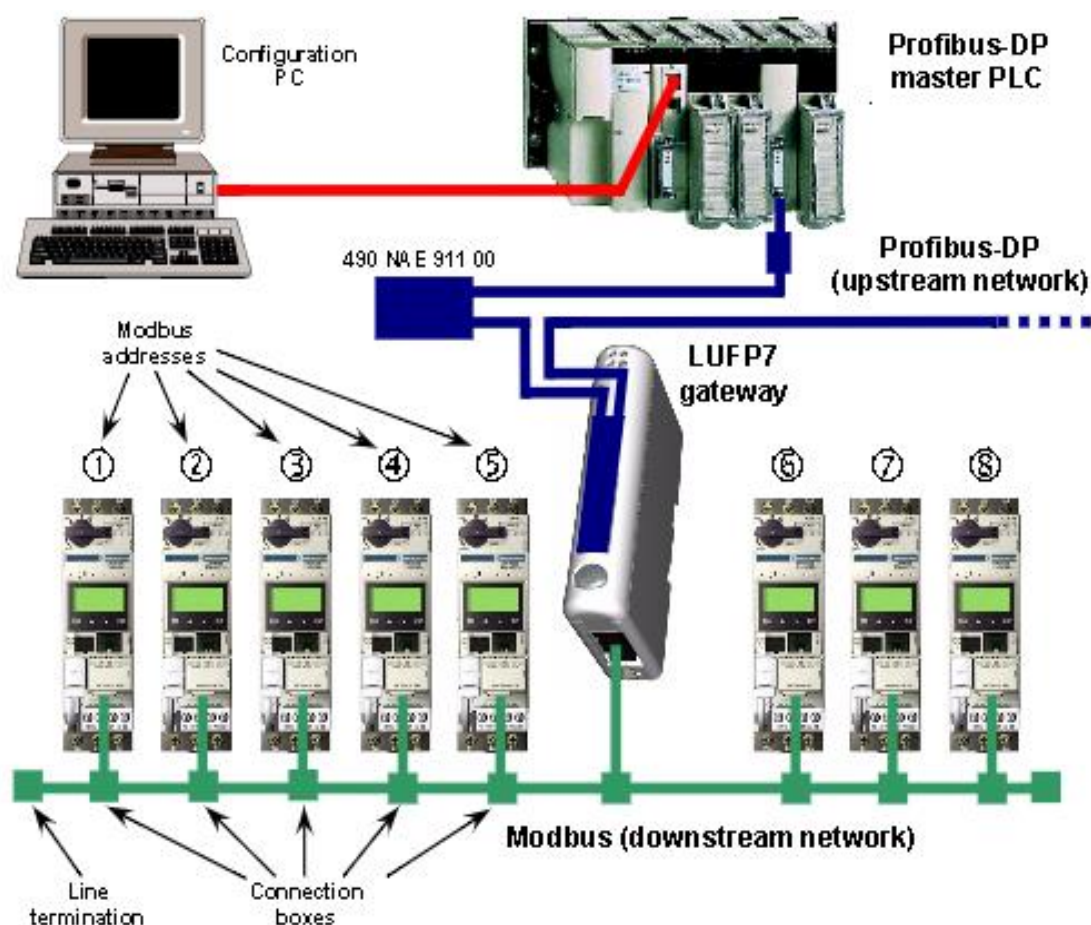 Configuration
PC
Profibus-DP
master PLC
490 NAE 911 00
Profibus-DP
(upstream network)
Modbus
addresses
LUFP7
gateway
1 2 3 4 5 6 7 8
Modbus (downstream network)
Line
termination
Connection
boxes